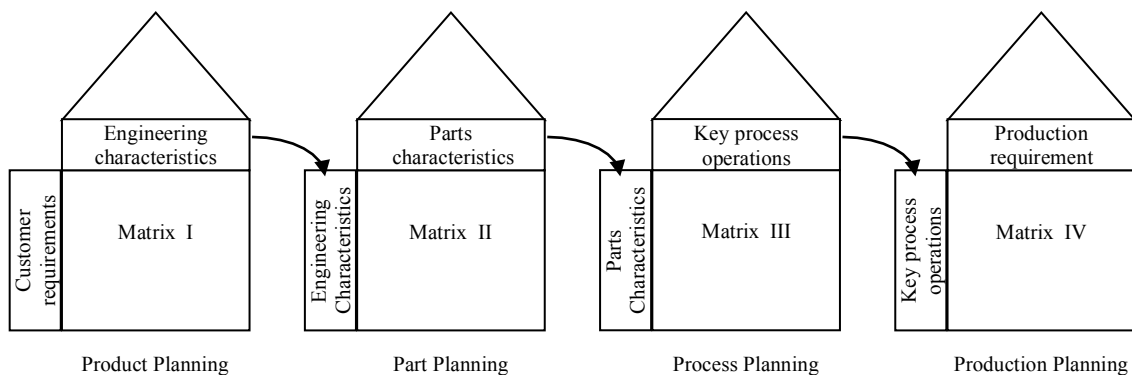 Engineering
characteristics
Customer
requirements
Matrix I
Product Planning
Parts
characteristics
Engineering
Characteristics
Matrix II
Part Planning
Key process
operations
Parts
Characteristics
Matrix III
Process Planning
Production
requirement
Key process
operations
Matrix IV
Production Planning